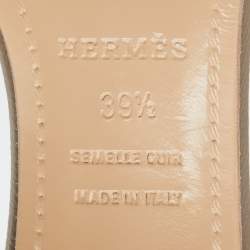 HERMÈS
39½
SEMELLE CUIR
MADE IN ITALY